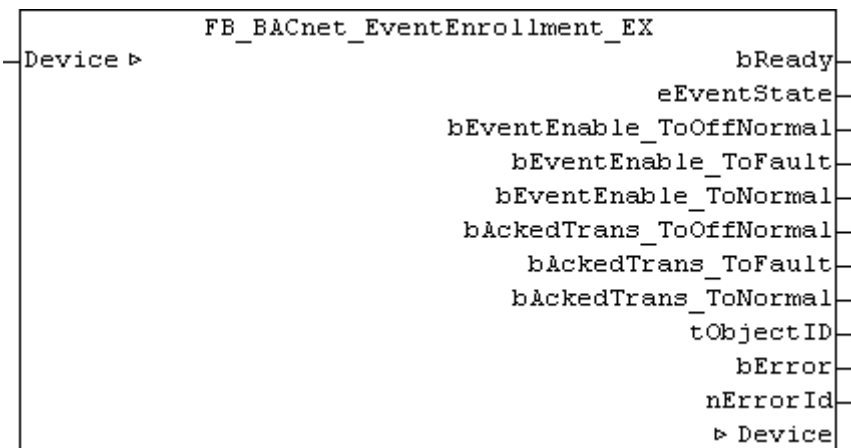 FB_BACnet_EventEnrollment_EX
Device ▷ bReady
eEventState
bEventEnable_ToOffNormal
bEventEnable_ToFault
bEventEnable_ToNormal
bAckedTrans_ToOffNormal
bAckedTrans_ToFault
bAckedTrans_ToNormal
tObjectID
bError
nErrorId
▷ Device